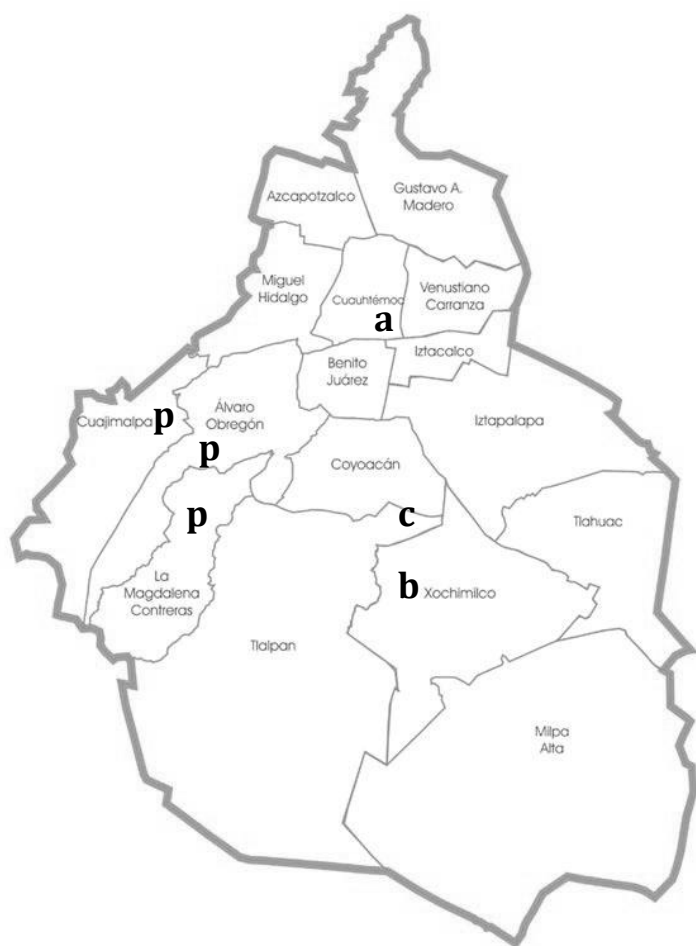 Gustavo A.
Madero
Azcapotzalco
Miguel
Hidalgo
Cuauhtémoc
Venustiano
Carranza
a
Iztacalco
Benito
Juárez
Cuajimalpa
p
Álvaro
Obregón
p
Iztapalapa
Coyoacán
p
c
Tlahuac
La
Magdalena
Contreras
b
Xochimilco
Tlalpan
Milpa
Alta